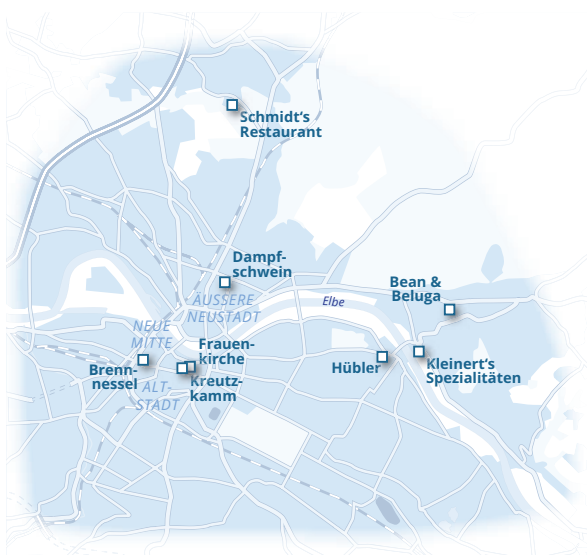 Schmidt‘s
Restaurant
Dampf-
schwein
Bean &
Beluga
ÄUSSERE
NEUSTADT
Elbe
NEUE
MITTE
Frauen-
kirche
Brenn-
nessel
Kreutz-
kamm
ALT-
STADT
Hübler
Kleinert‘s
Spezialitäten